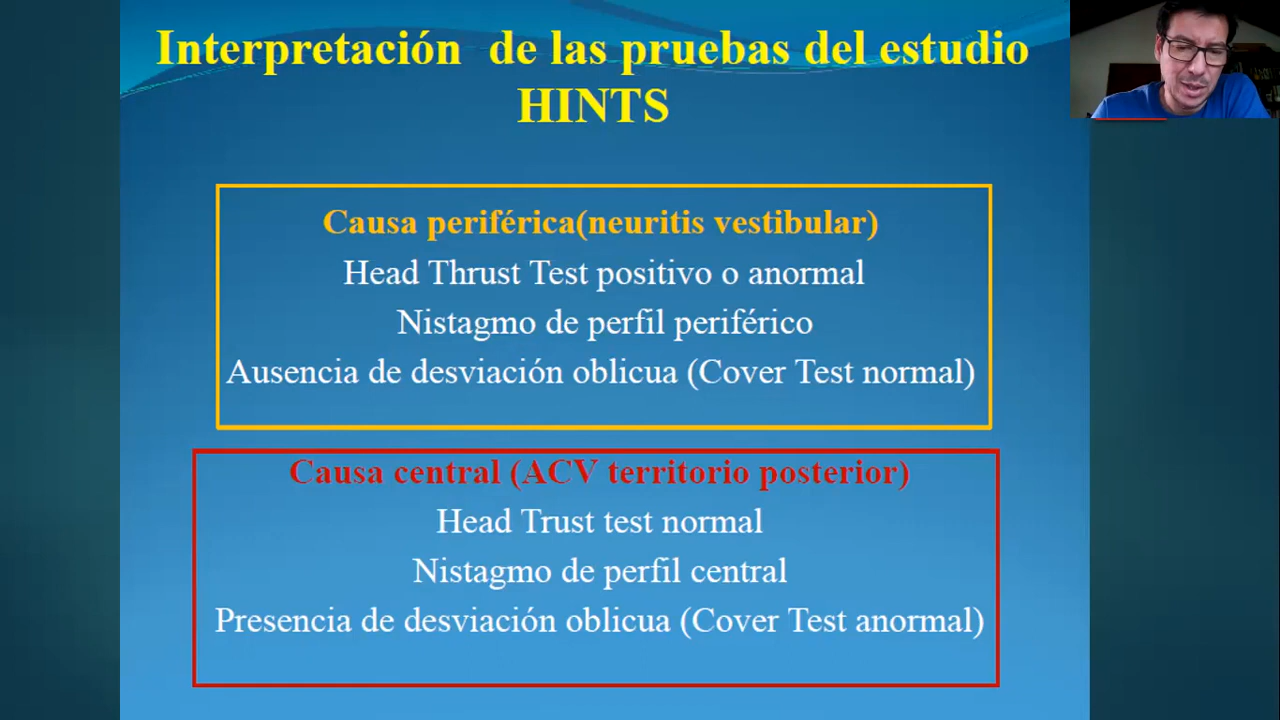 Interpretación de las pruebas del estudio
HINTS
Causa periférica(neuritis vestibular)
Head Thrust Test positivo o anormal
Nistagmo de perfil periférico
Ausencia de desviación oblicua (Cover Test normal)
Causa central (ACV territorio posterior)
Head Trust test normal
Nistagmo de perfil central
Presencia de desviación oblicua (Cover Test anormal)